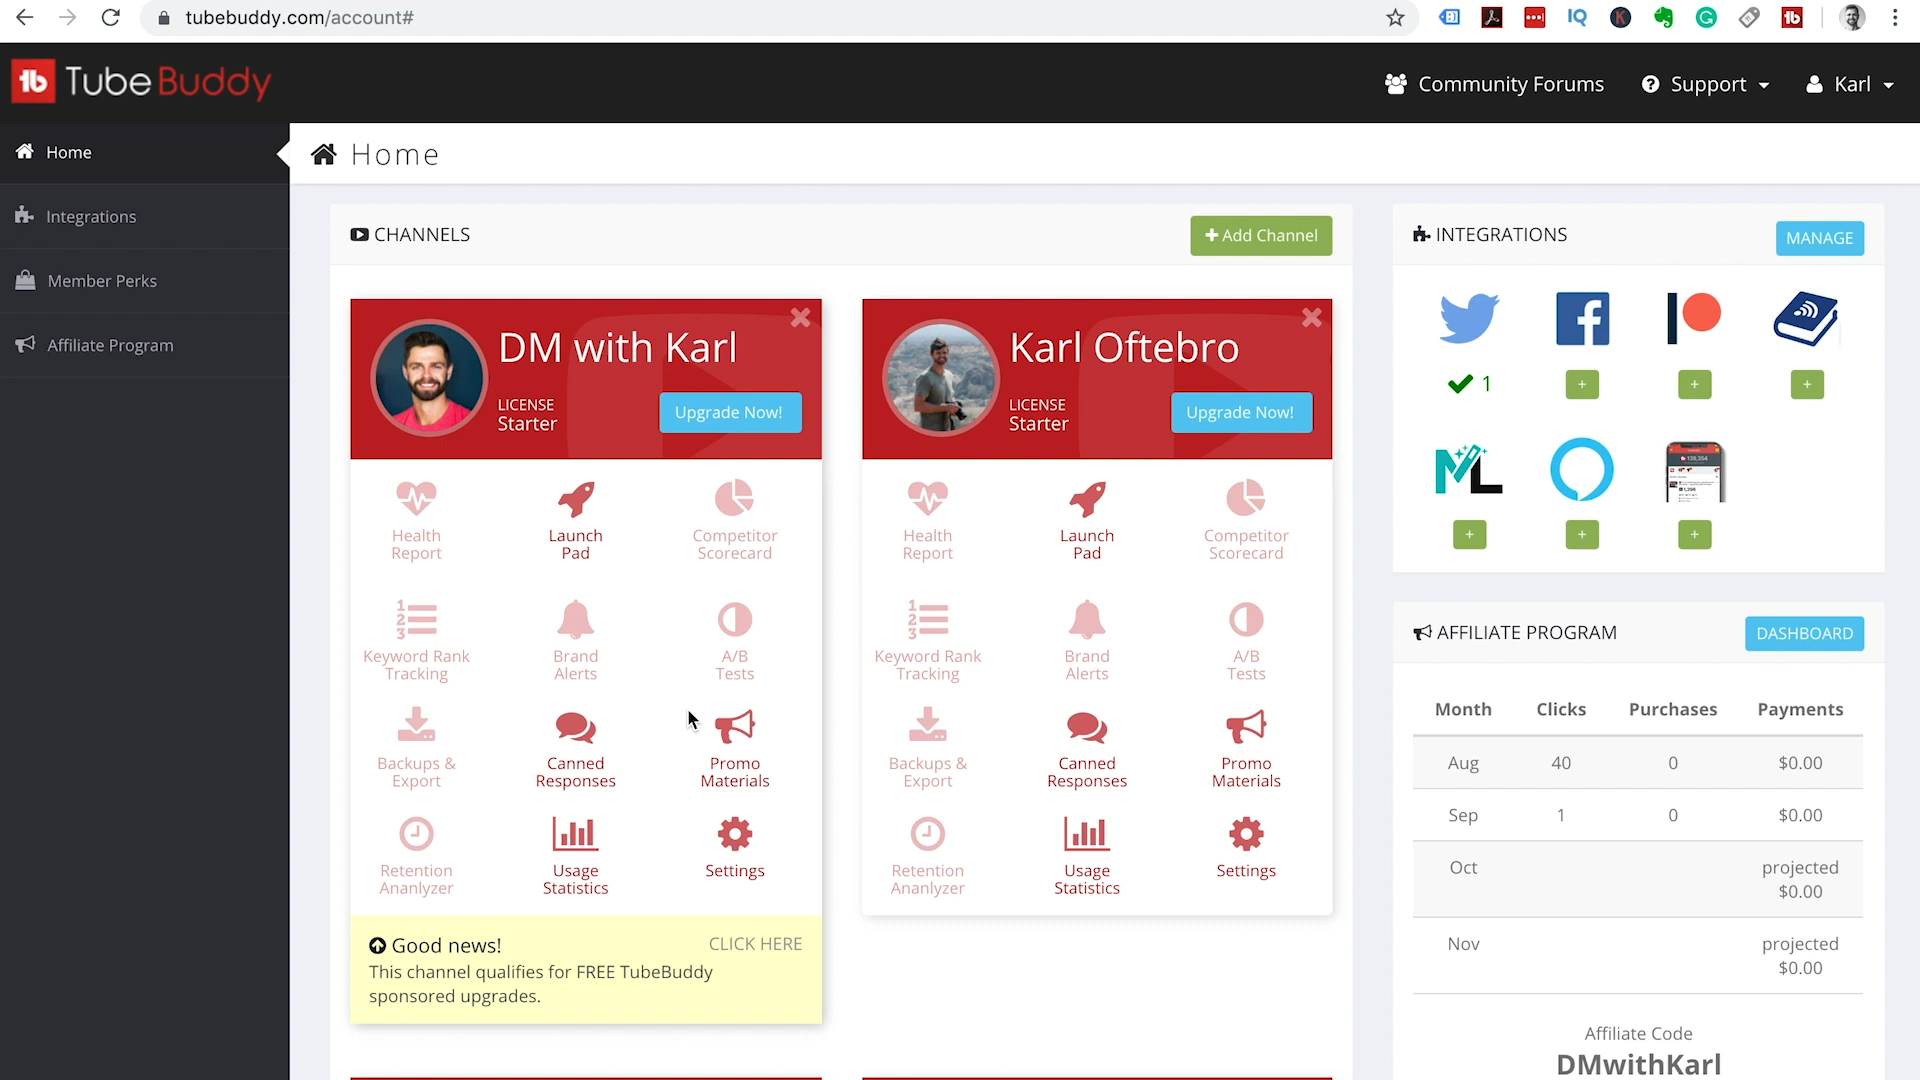 tubebuddy.com/account#
TubeBuddy
Community Forums
Support
Karl
Home
Integrations
Member Perks
Affiliate Program
Home
CHANNELS
+ Add Channel
DM with Karl
LICENSE
Starter
Upgrade Now!
Health
Report
Launch
Pad
Competitor
Scorecard
Keyword Rank
Tracking
Brand
Alerts
A/B
Tests
Backups &
Export
Canned
Responses
Promo
Materials
Retention
Ananlyzer
Usage
Statistics
Settings
Good news!
CLICK HERE
This channel qualifies for FREE TubeBuddy
sponsored upgrades.
Karl Oftebro
LICENSE
Starter
Upgrade Now!
Health
Report
Launch
Pad
Competitor
Scorecard
Keyword Rank
Tracking
Brand
Alerts
A/B
Tests
Backups &
Export
Canned
Responses
Promo
Materials
Retention
Ananlyzer
Usage
Statistics
Settings
INTEGRATIONS
MANAGE
1
ML
AFFILIATE PROGRAM
DASHBOARD
Month Clicks Purchases Payments
Aug 40 0 $0.00
Sep 1 0 $0.00
Oct projected
$0.00
Nov projected
$0.00
Affiliate Code
DMwithKarl